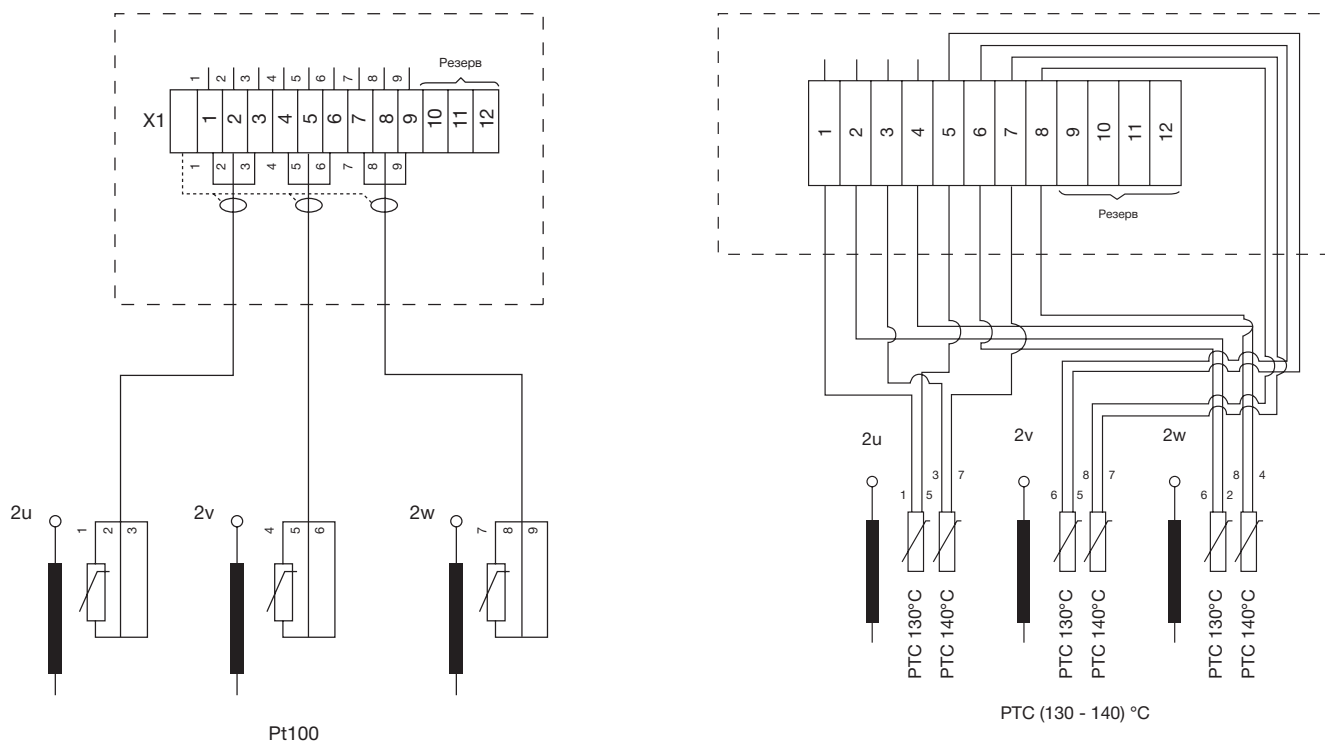 Резерв
1 2 3 4 5 6 7 8 9
X1 1 2 3 4 5 6 7 8 9 10 11 12
1 2 3 4 5 6 7 8 9
2u 1 2 3
2v 4 5 6
2w 7 8 9
Pt100
1 2 3 4 5 6 7 8 9 10 11 12
Резерв
2u 2v 2w
1 5 3 7
6 5 8 7
6 2 8 4
PTC 130°C
PTC 140°C
PTC 130°C
PTC 140°C
PTC 130°C
PTC 140°C
PTC (130 - 140) °C